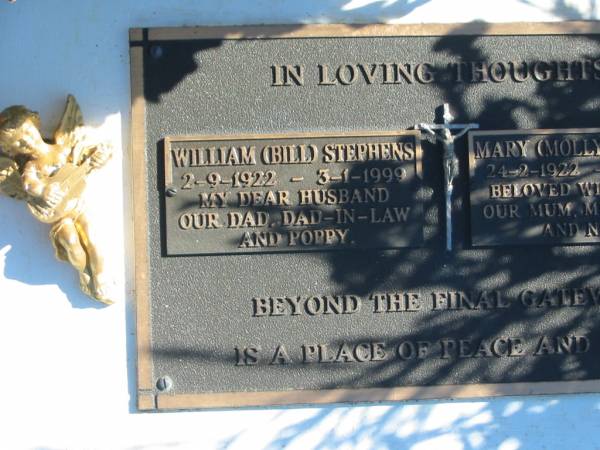 IN LOVING THOUGHTS
WILLIAM (BILL) STEPHENS
2-9-1922 - 3-1-1999
MY DEAR HUSBAND
OUR DAD, DAD-IN-LAW
AND POPPY.
MARY (MOLLY
24-2-1922 -
BELOVED
OUR MUM,
AND
BEYOND THE FINAL
IS A PLACE OF PEACE AND